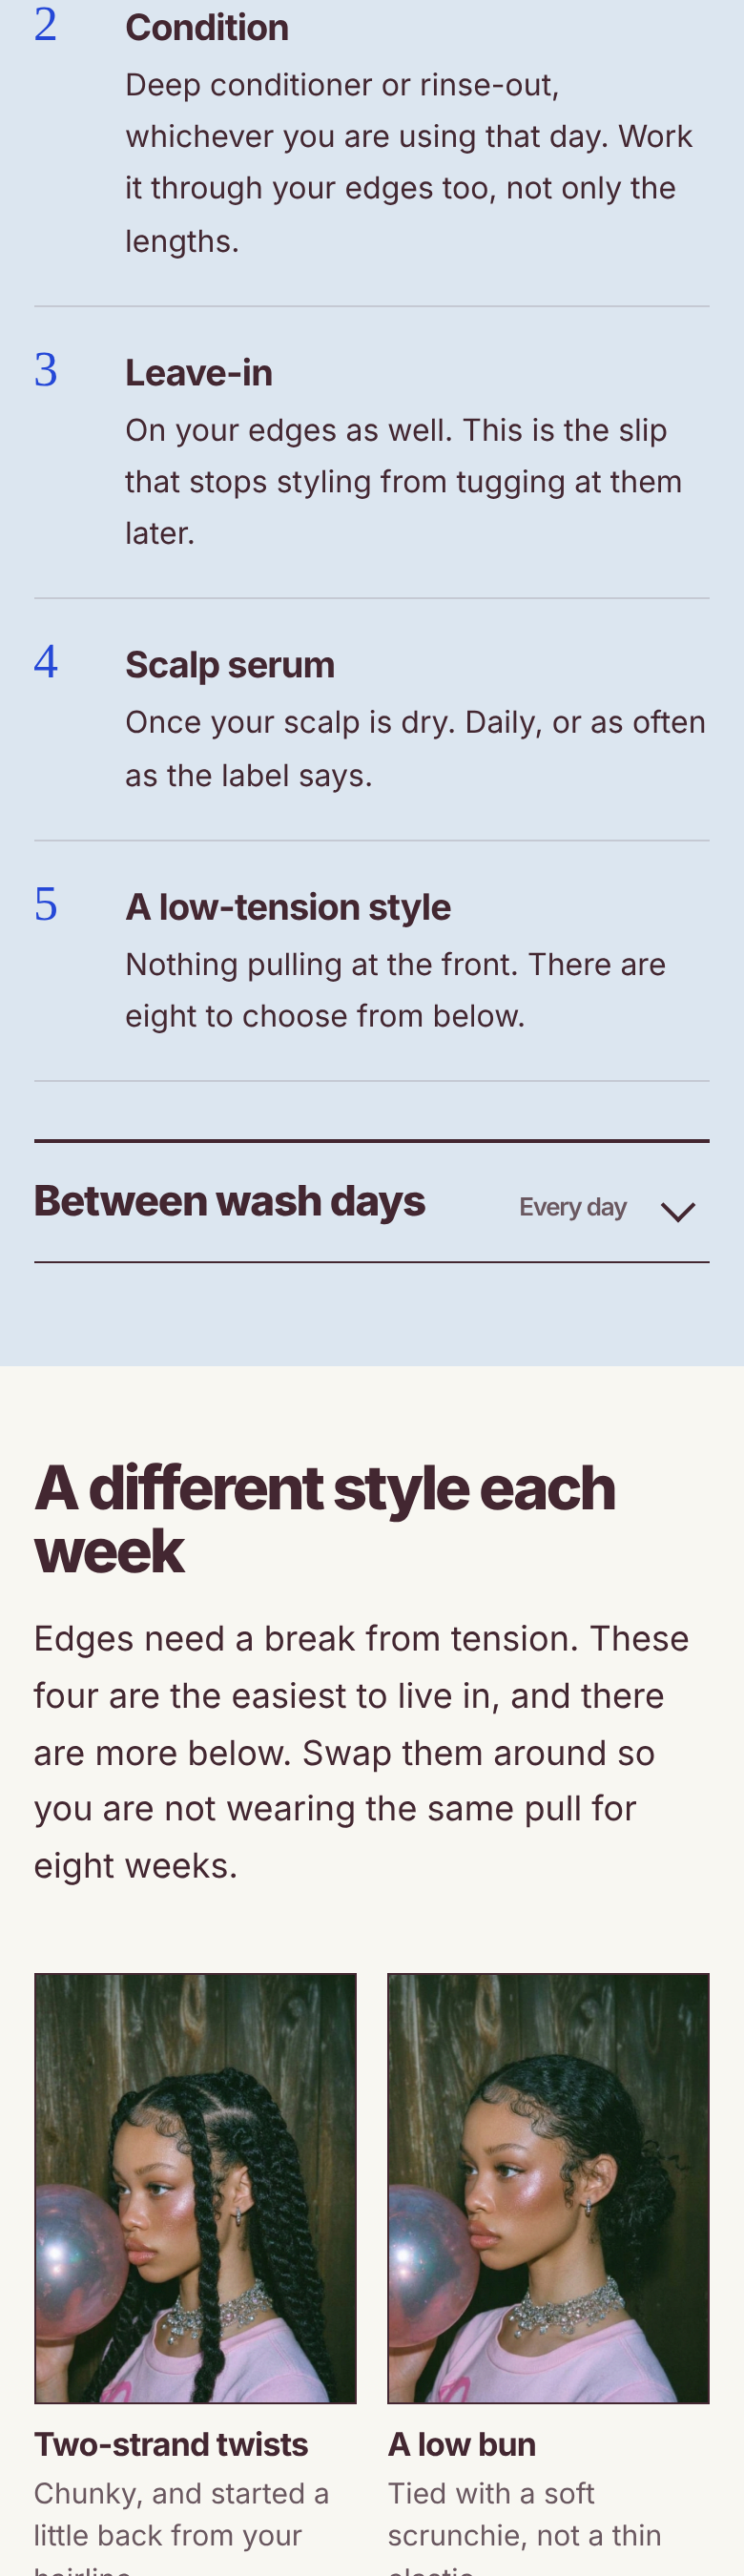 2
Condition
Deep conditioner or rinse-out,
whichever you are using that day. Work
it through your edges too, not only the
lengths.
3
Leave-in
On your edges as well. This is the slip
that stops styling from tugging at them
later.
4
Scalp serum
Once your scalp is dry. Daily, or as often
as the label says.
5
A low-tension style
Nothing pulling at the front. There are
eight to choose from below.
Between wash days
Every day
A different style each
week
Edges need a break from tension. These
four are the easiest to live in, and there
are more below. Swap them around so
you are not wearing the same pull for
eight weeks.
Two-strand twists
Chunky, and started a
little back from your
A low bun
Tied with a soft
scrunchie, not a thin